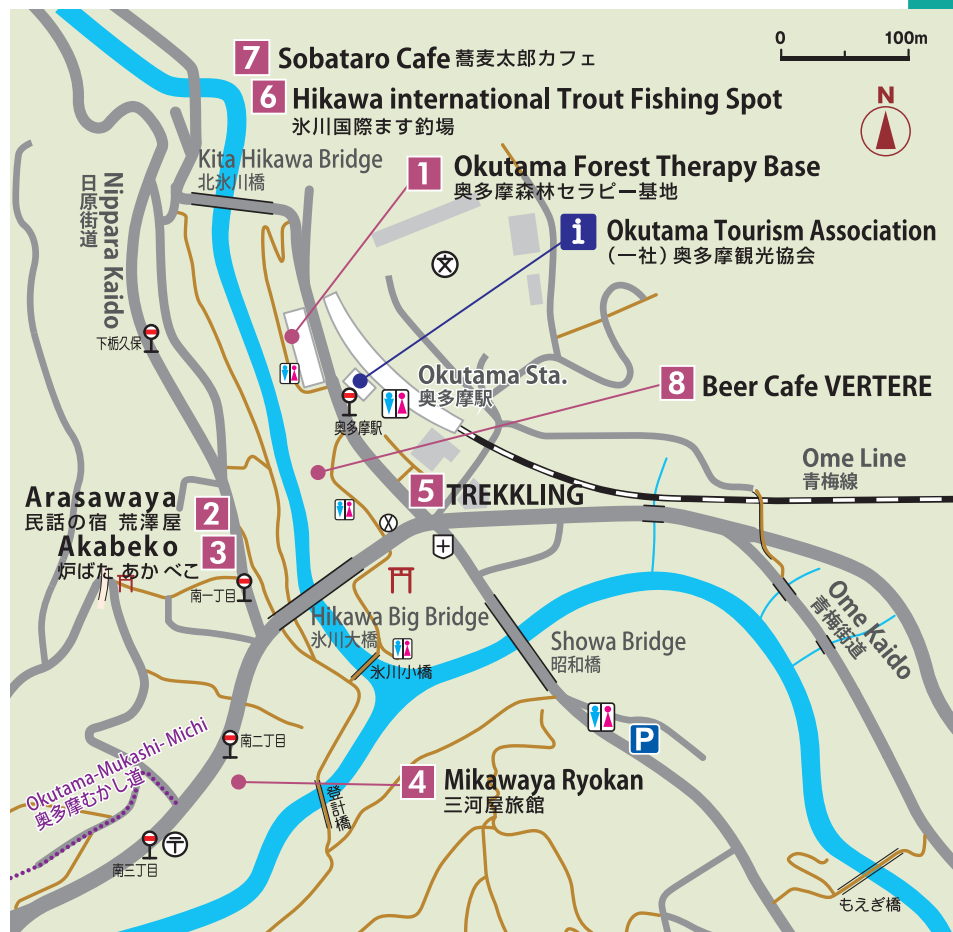 0 100m
7 Sobataro Cafe 蕎麦太郎カフェ
6 Hikawa international Trout Fishing Spot
氷川国際ます釣場
N
Kita Hikawa Bridge
北氷川橋
1 Okutama Forest Therapy Base
奥多摩森林セラピー基地
Nippara Kaido
日原街道
i Okutama Tourism Association
(一社)奥多摩観光協会
文
下栃久保
Okutama Sta.
奥多摩駅
8 Beer Cafe VERTERE
奥多摩駅
Ome Line
青梅線
5 TREKKLING
Arasawaya
民話の宿 荒澤屋
2
Akabeko
炉ばた あかべこ
3
X
南一丁目
Hikawa Big Bridge
氷川大橋
Showa Bridge
昭和橋
Ome Kaido
青梅街道
氷川小橋
P
南二丁目
Okutama-Mukashi-Michi
奥多摩むかし道
4 Mikawaya Ryokan
三河屋旅館
登計橋
〒
南三丁目
もえぎ橋